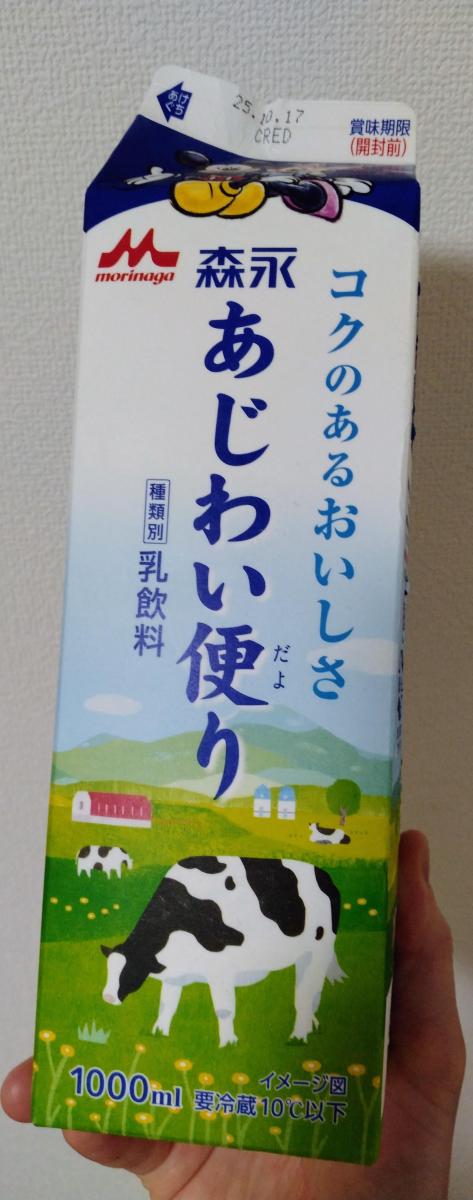 あけぐち
25.10.17
CRED
賞味期限
(開封前)
morinaga
森永
コクのあるおいしさ
あじわい便り
だよ
種類別
乳飲料
1000ml
イメージ図
要冷蔵10℃以下